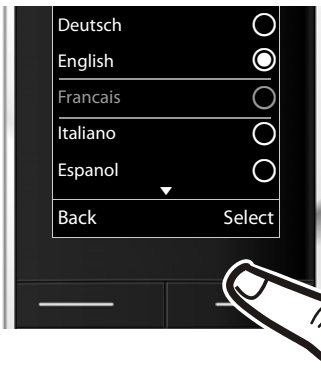 Deutsch
English
Francais
Italiano
Espanol
Back Select